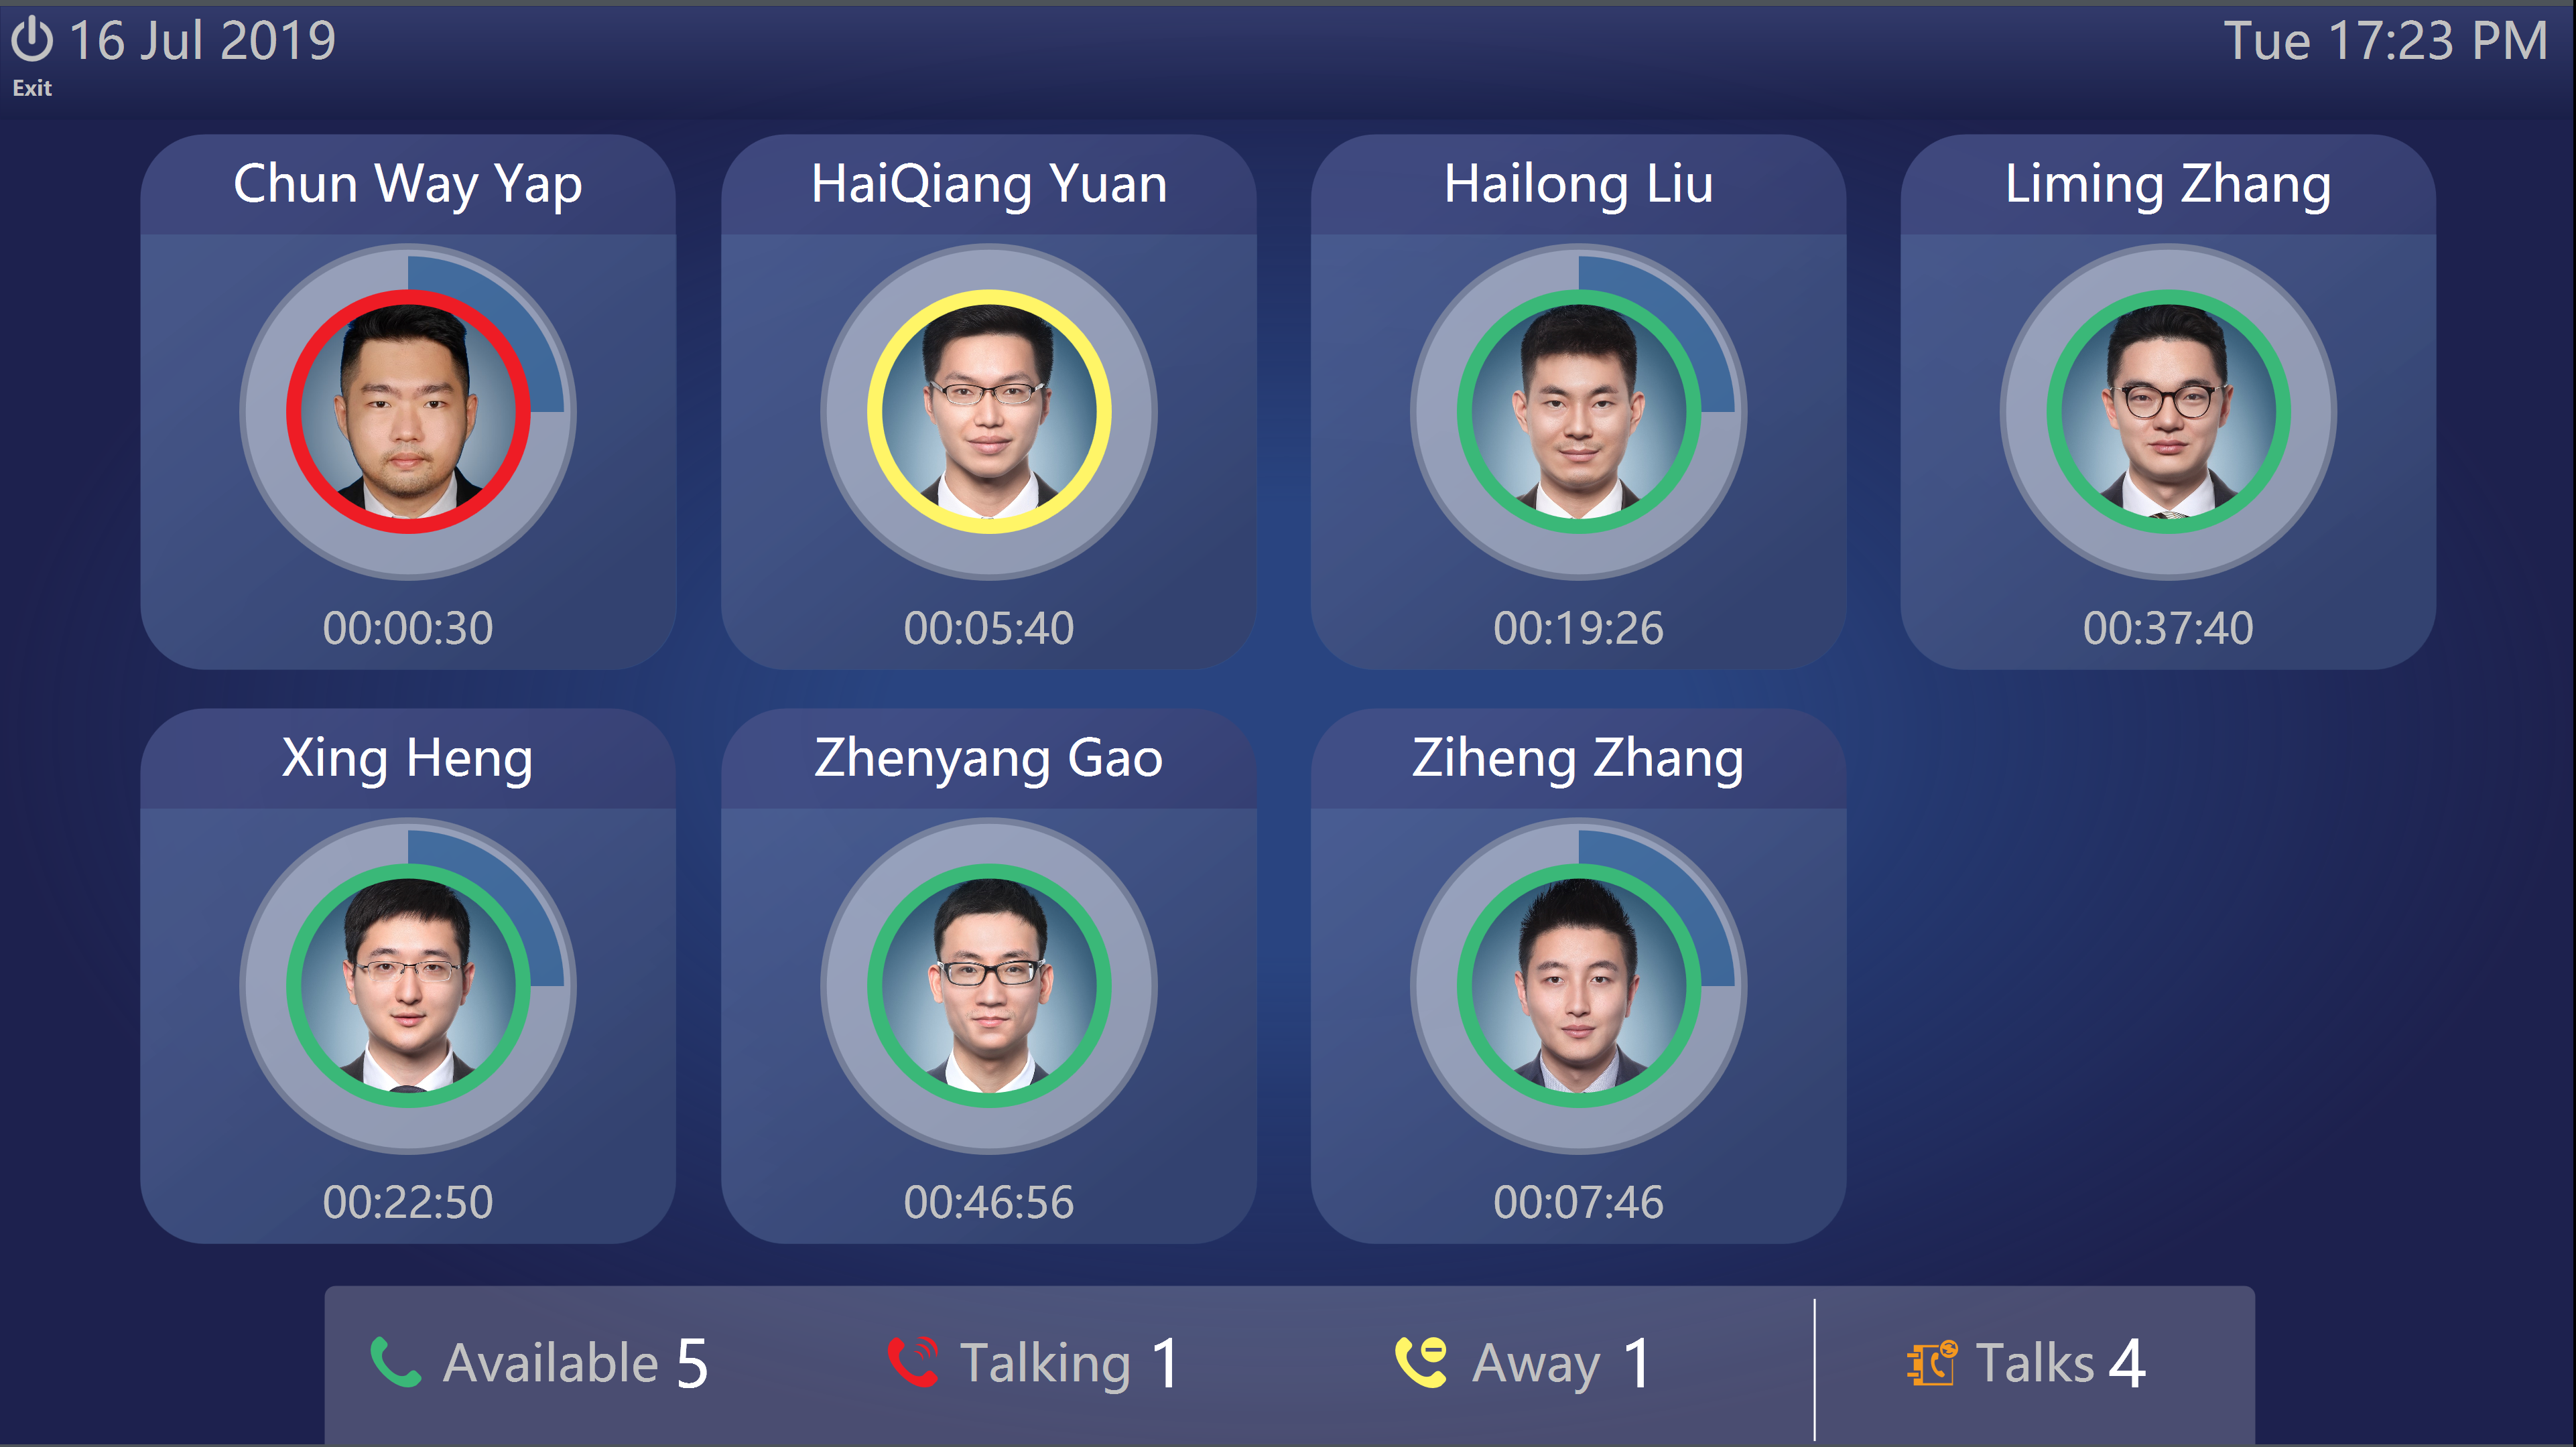 16 Jul 2019
Tue 17:23 PM
Exit
Chun Way Yap
HaiQiang Yuan
Hailong Liu
Liming Zhang
00:00:30
00:05:40
00:19:26
00:37:40
Xing Heng
Zhenyang Gao
Ziheng Zhang
00:22:50
00:46:56
00:07:46
Available 5
Talking 1
Away 1
Talks 4